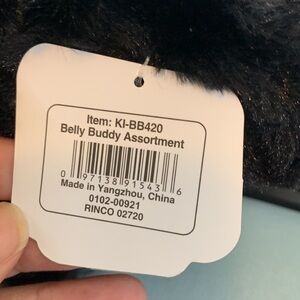 Item: KI-BB420
Belly Buddy Assortment
0 97138 91543 6
Made in Yangzhou, China
0102-00921
RINCO 02720